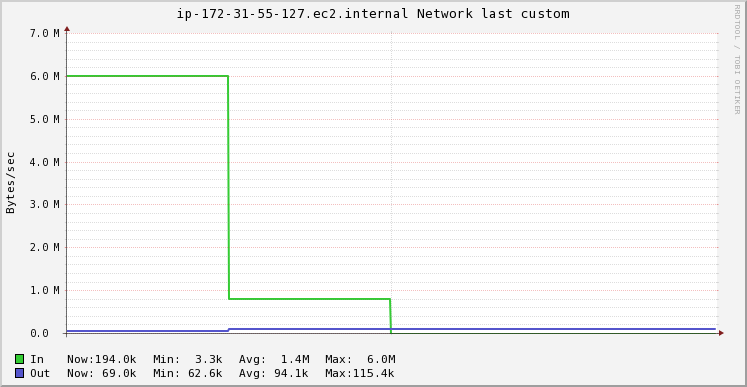 ip-172-31-55-127.ec2.internal Network last custom
RRDTOOL / TOBI OETIKER
Bytes/sec
7.0 M
6.0 M
5.0 M
4.0 M
3.0 M
2.0 M
1.0 M
0.0
In Now:194.0k Min: 3.3k Avg: 1.4M Max: 6.0M
Out Now: 69.0k Min: 62.6k Avg: 94.1k Max:115.4k